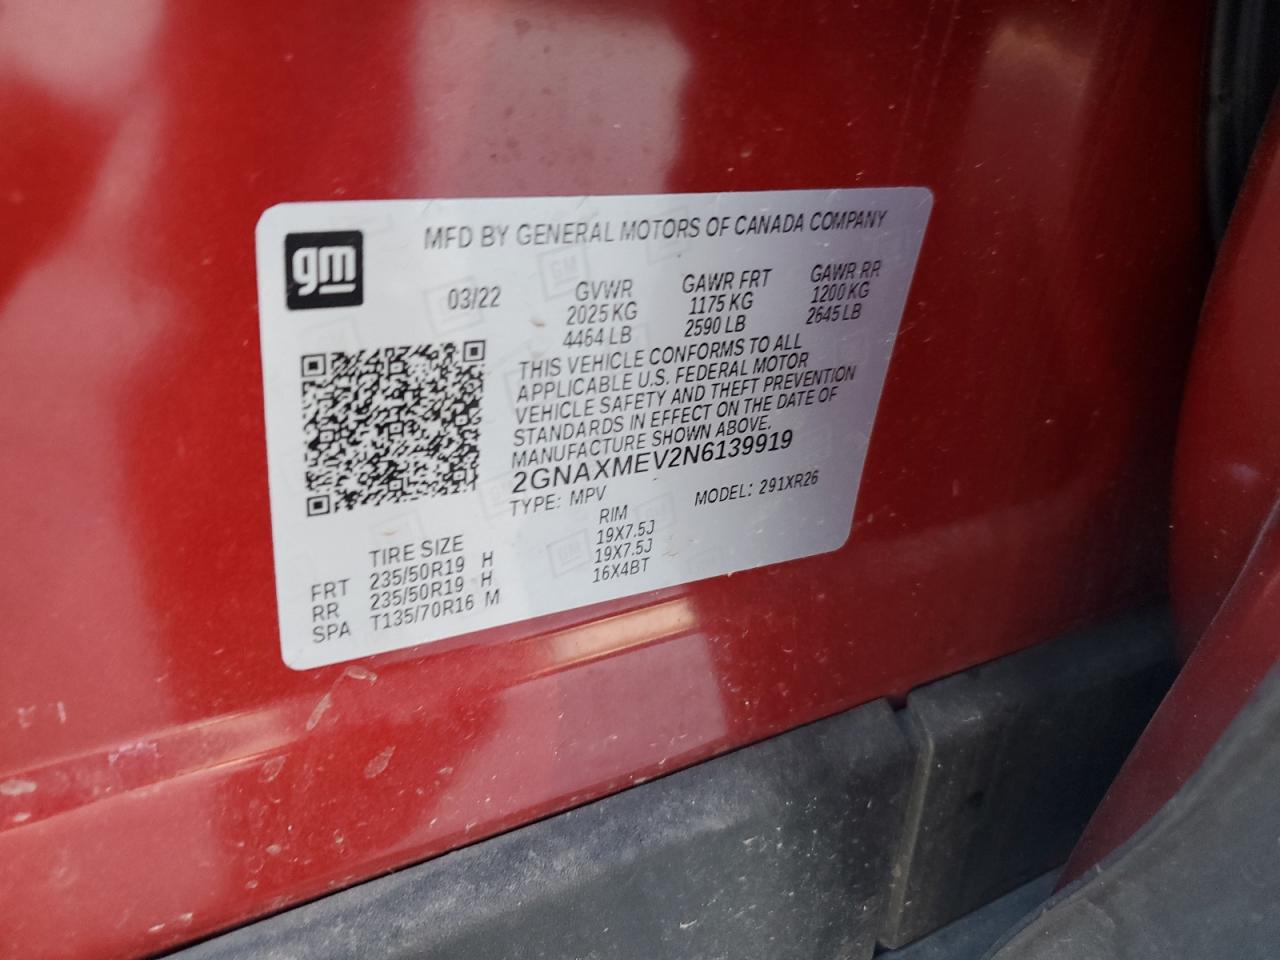 gm
MFD BY GENERAL MOTORS OF CANADA COMPANY
03/22
GVWR
2025 KG
4464 LB
GAWR FRT
1175 KG
2590 LB
GAWR RR
1200 KG
2645 LB
THIS VEHICLE CONFORMS TO ALL
APPLICABLE U.S. FEDERAL MOTOR
VEHICLE SAFETY AND THEFT PREVENTION
STANDARDS IN EFFECT ON THE DATE OF
MANUFACTURE SHOWN ABOVE.
2GNAXMEV2N6139919
TYPE: MPV MODEL: 291XR26
TIRE SIZE RIM
FRT 235/50R19 H 19X7.5J
RR 235/50R19 H 19X7.5J
SPA T135/70R16 M 16X4BT